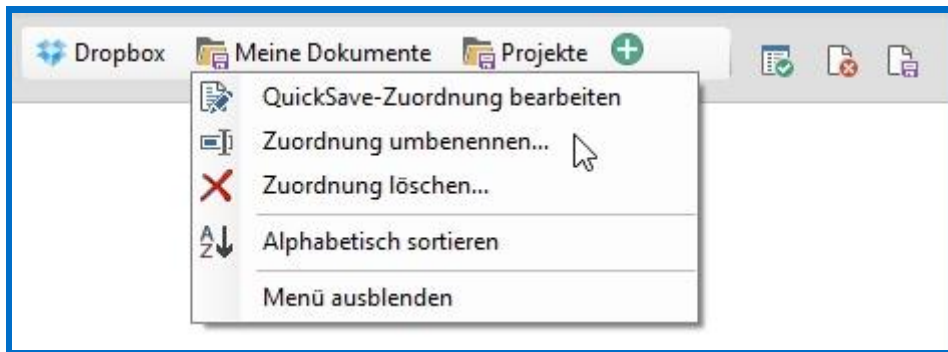 Dropbox Meine Dokumente Projekte
QuickSave-Zuordnung bearbeiten
Zuordnung umbenennen...
Zuordnung löschen...
Alphabetisch sortieren
Menü ausblenden